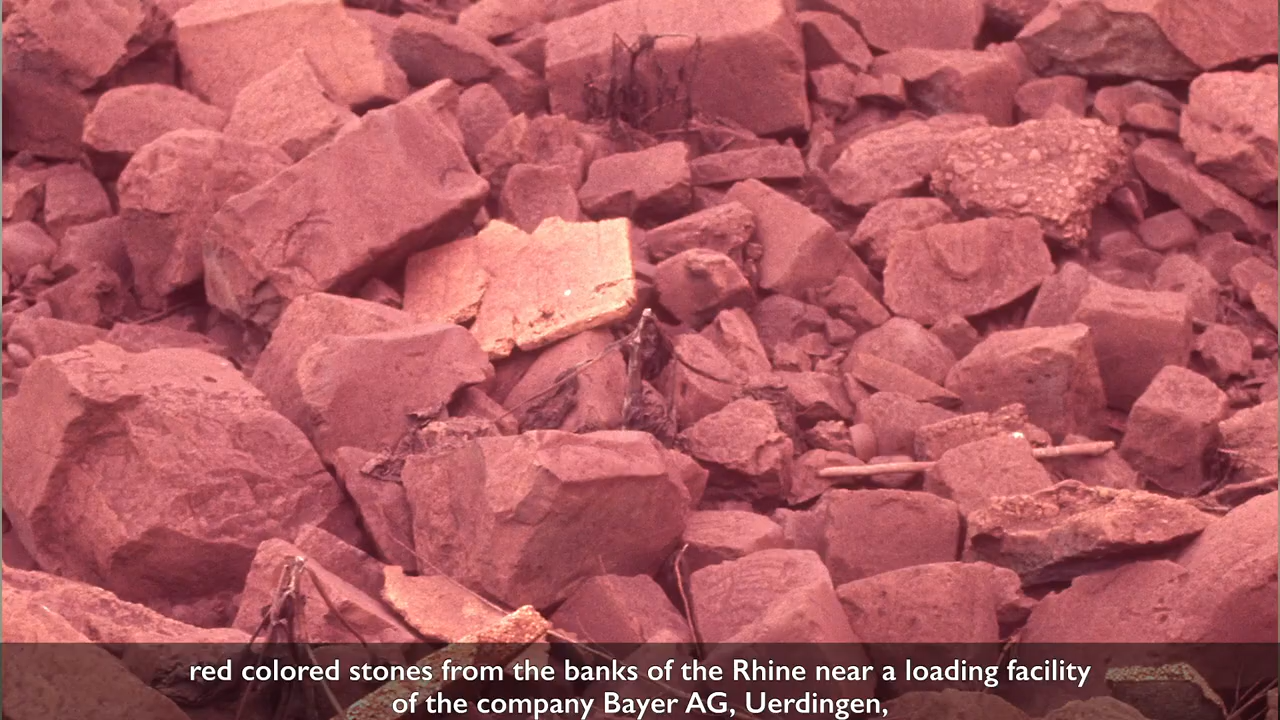 red colored stones from the banks of the Rhine near a loading facility
of the company Bayer AG, Uerdingen,